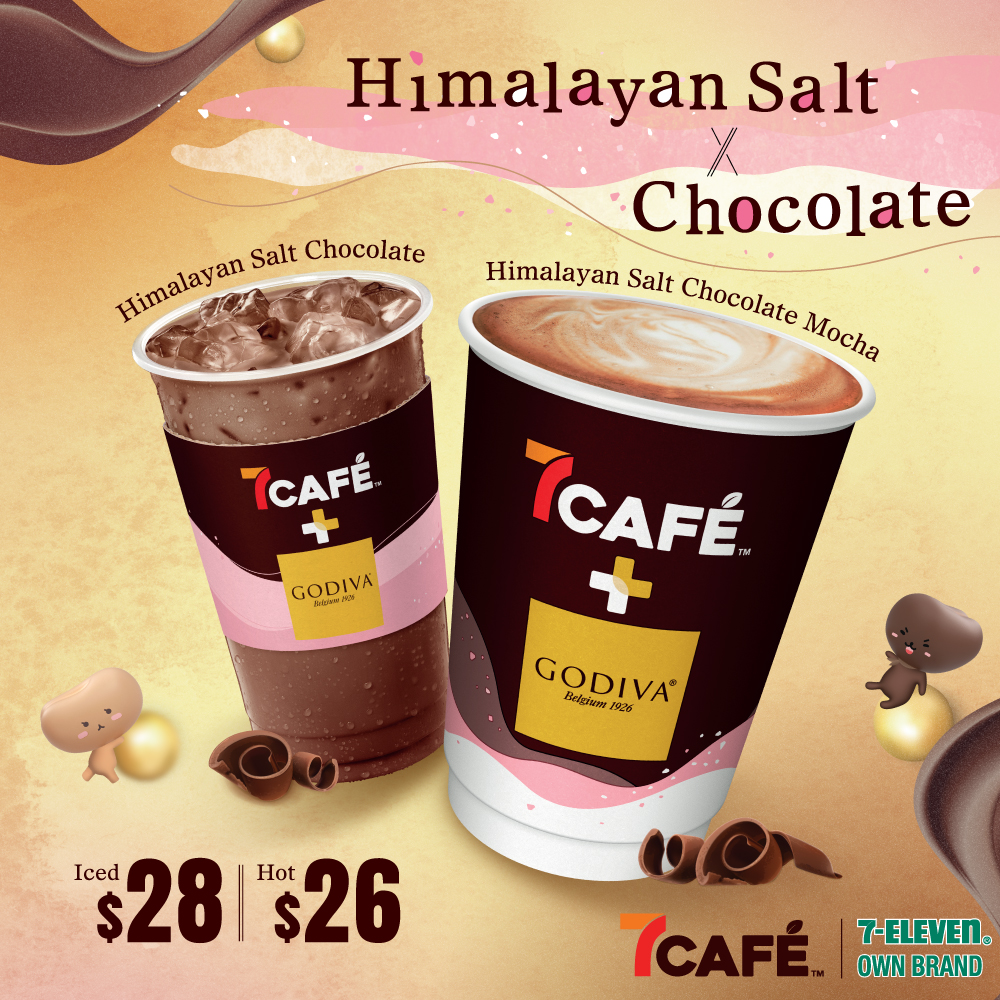 Himalayan Salt
X
Chocolate
Himalayan Salt Chocolate
Himalayan Salt Chocolate Mocha
7CAFÉ™
+
GODIVA®
Belgium 1926
7CAFÉ™
+
GODIVA®
Belgium 1926
Iced $28 | Hot $26
7CAFÉ™ | 7-ELEVEN®
OWN BRAND